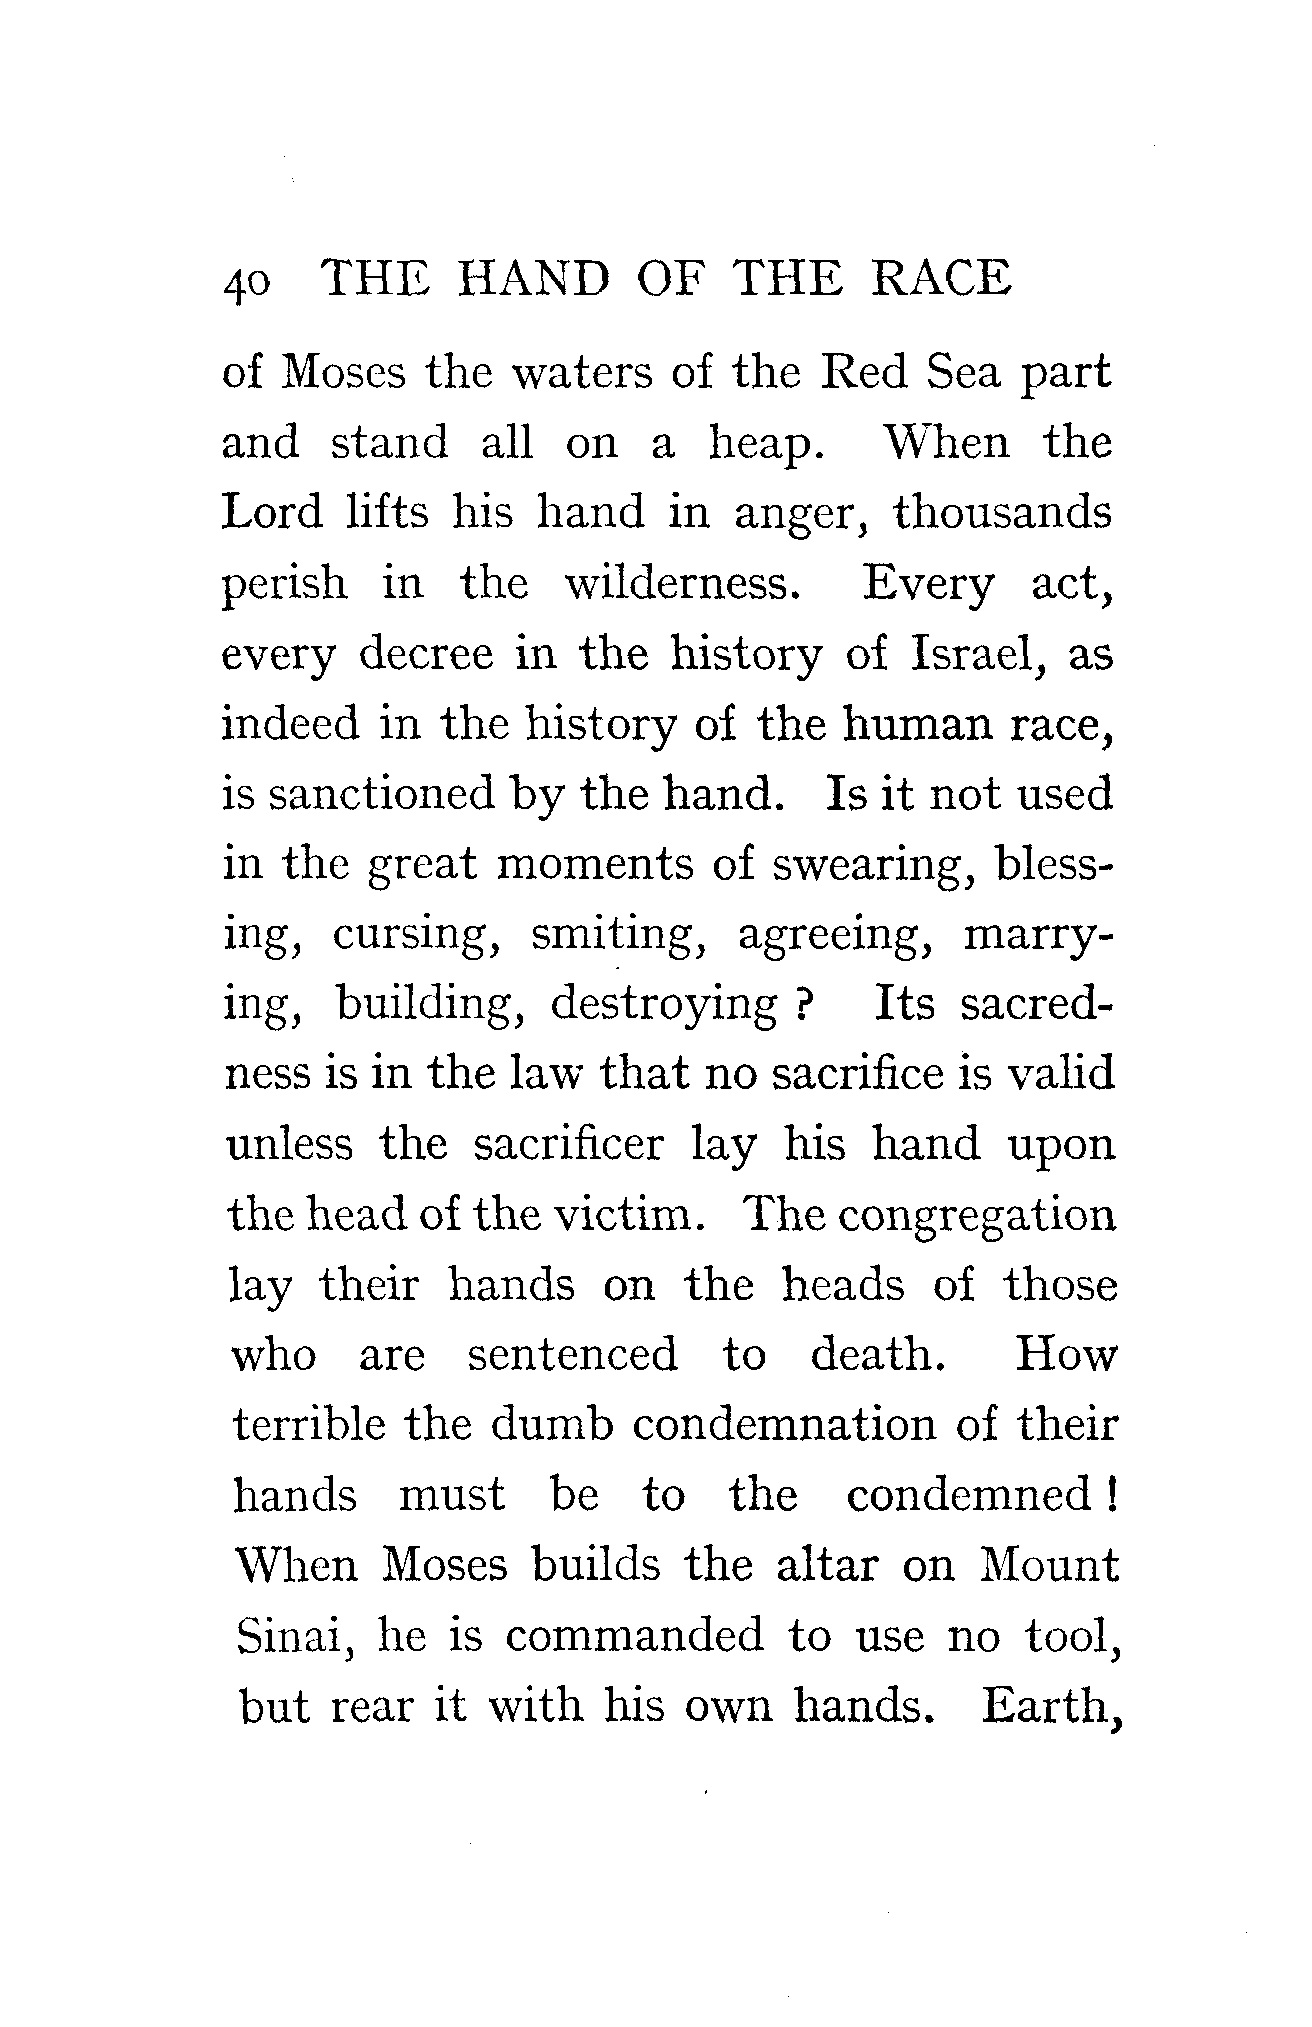 40 THE HAND OF THE RACE
of Moses the waters of the Red Sea part
and stand all on a heap. When the
Lord lifts his hand in anger, thousands
perish in the wilderness. Every act,
every decree in the history of Israel, as
indeed in the history of the human race,
is sanctioned by the hand. Is it not used
in the great moments of swearing, bless-
ing, cursing, smiting, agreeing, marry-
ing, building, destroying ? Its sacred-
ness is in the law that no sacrifice is valid
unless the sacrificer lay his hand upon
the head of the victim. The congregation
lay their hands on the heads of those
who are sentenced to death. How
terrible the dumb condemnation of their
hands must be to the condemned !
When Moses builds the altar on Mount
Sinai, he is commanded to use no tool,
but rear it with his own hands. Earth,